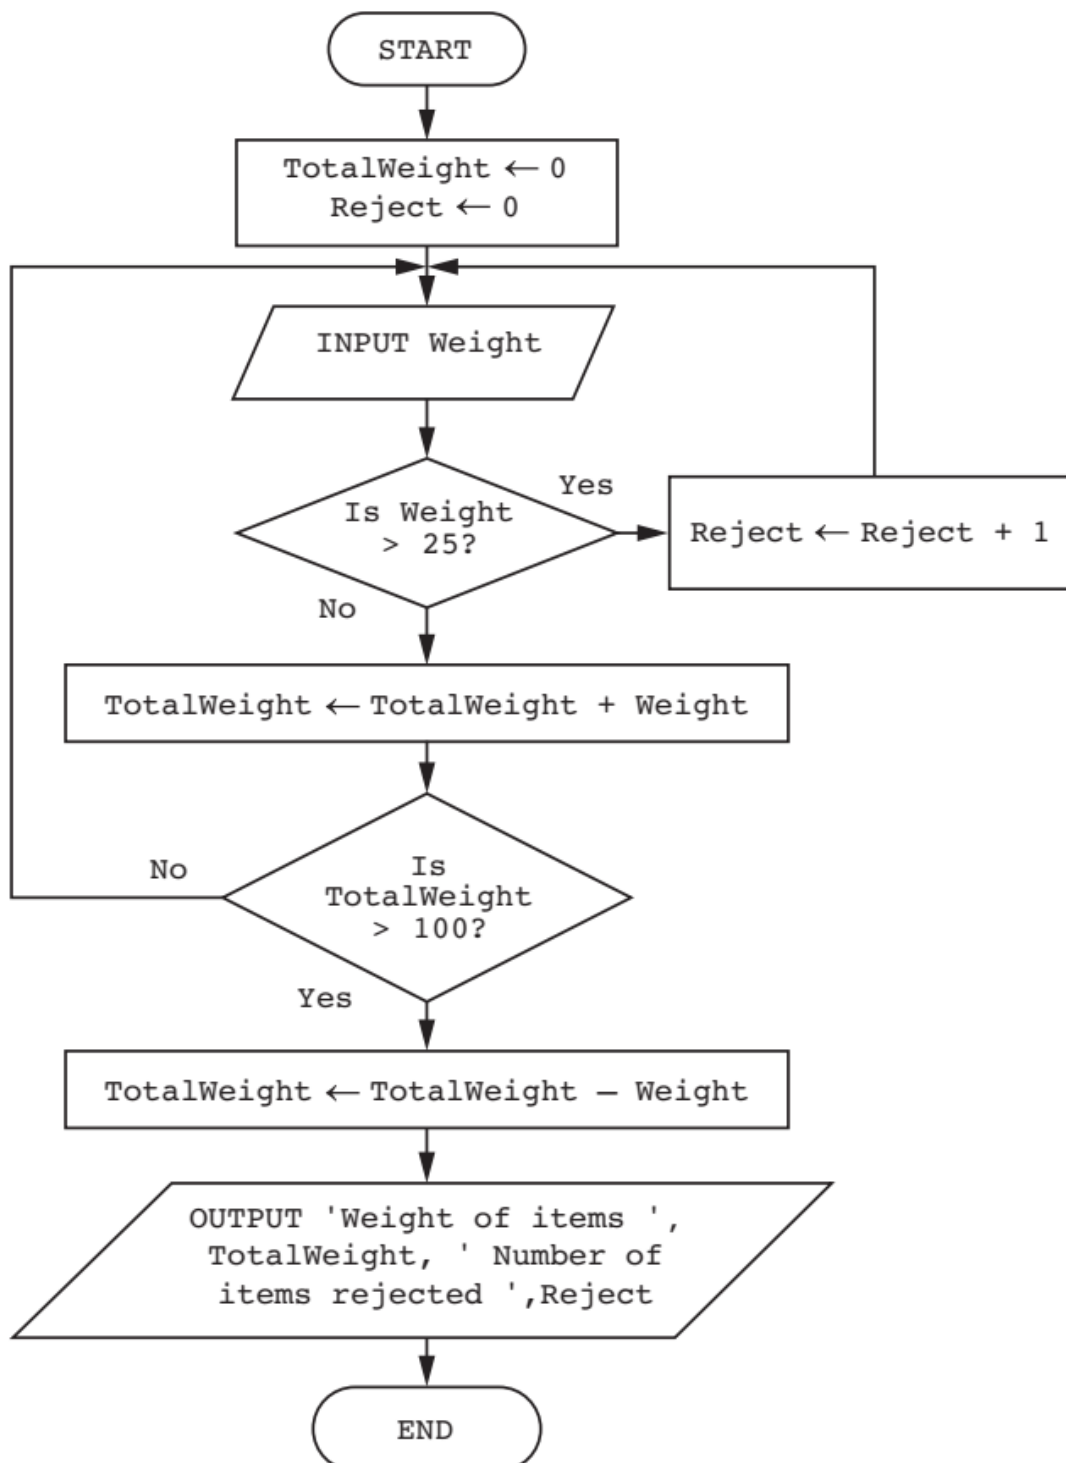 START
TotalWeight ← 0
Reject ← 0
INPUT Weight
Is Weight
> 25?
Yes
Reject ← Reject + 1
No
TotalWeight ← TotalWeight + Weight
Is
TotalWeight
> 100?
No
Yes
TotalWeight ← TotalWeight – Weight
OUTPUT 'Weight of items ',
TotalWeight, ' Number of
items rejected ',Reject
END